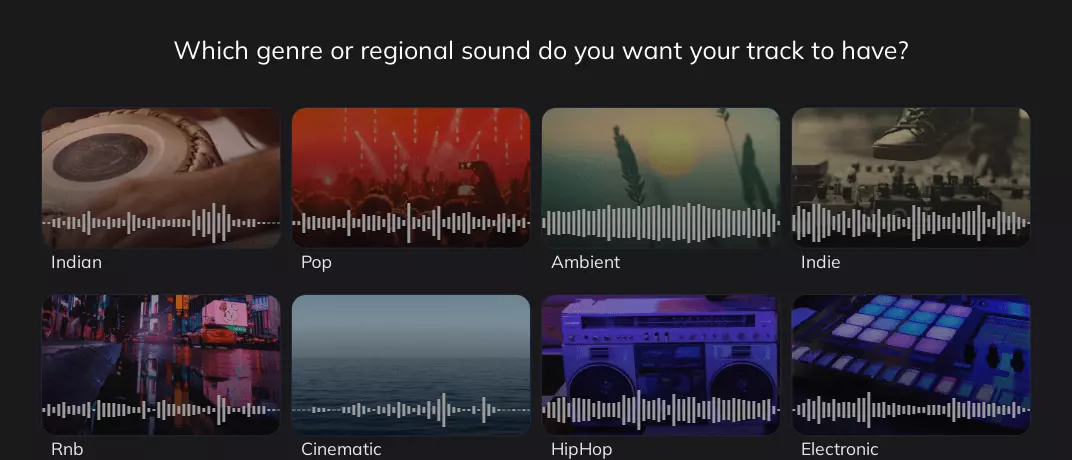 Which genre or regional sound do you want your track to have?
Indian
Pop
Ambient
Indie
Rnb
Cinematic
HipHop
Electronic